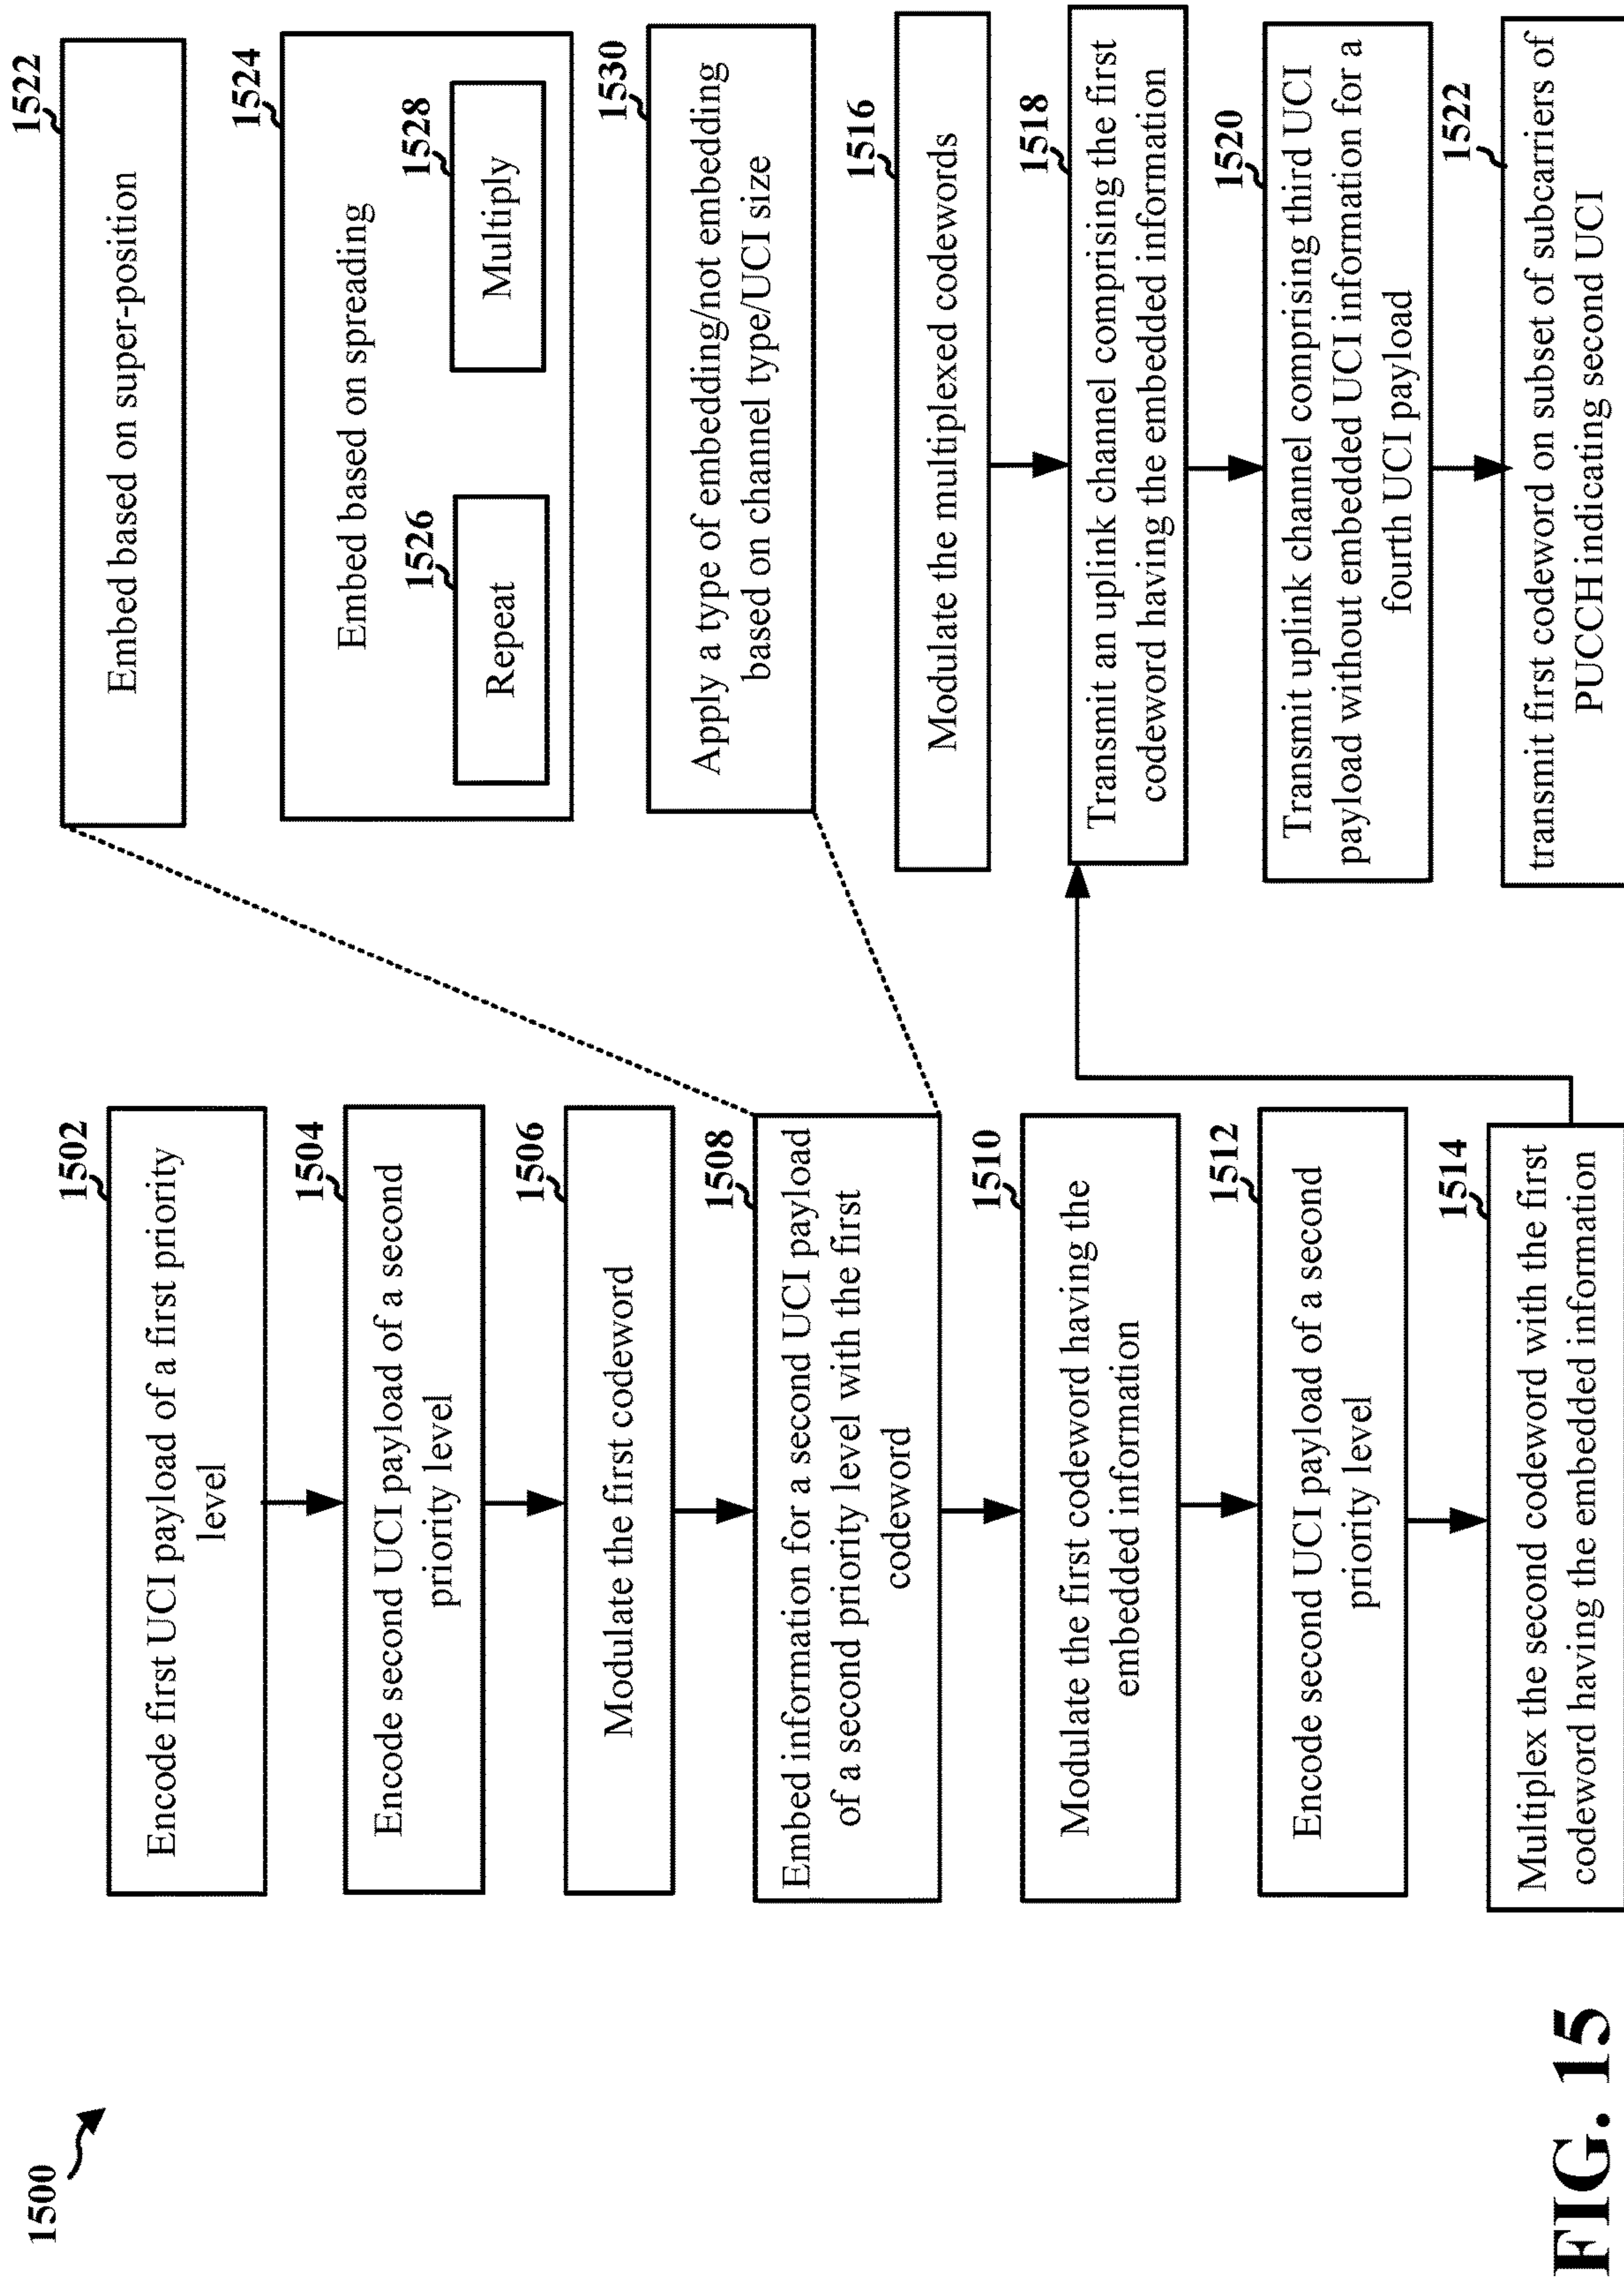 1500
1502
Encode first UCI payload of a first priority
level
1504
Encode second UCI payload of a second
priority level
1506
Modulate the first codeword
1508
Embed information for a second UCI payload
of a second priority level with the first
codeword
1510
Modulate the first codeword having the
embedded information
1512
Encode second UCI payload of a second
priority level
1514
Multiplex the second codeword with the first
codeword having the embedded information
1522
Embed based on super-position
1524
Embed based on spreading
1526
Repeat
1528
Multiply
1530
Apply a type of embedding/not embedding
based on channel type/UCI size
1516
Modulate the multiplexed codewords
1518
Transmit an uplink channel comprising the first
codeword having the embedded information
1520
Transmit uplink channel comprising third UCI
payload without embedded UCI information for a
fourth UCI payload
1522
transmit first codeword on subset of subcarriers of
PUCCH indicating second UCI
FIG. 15